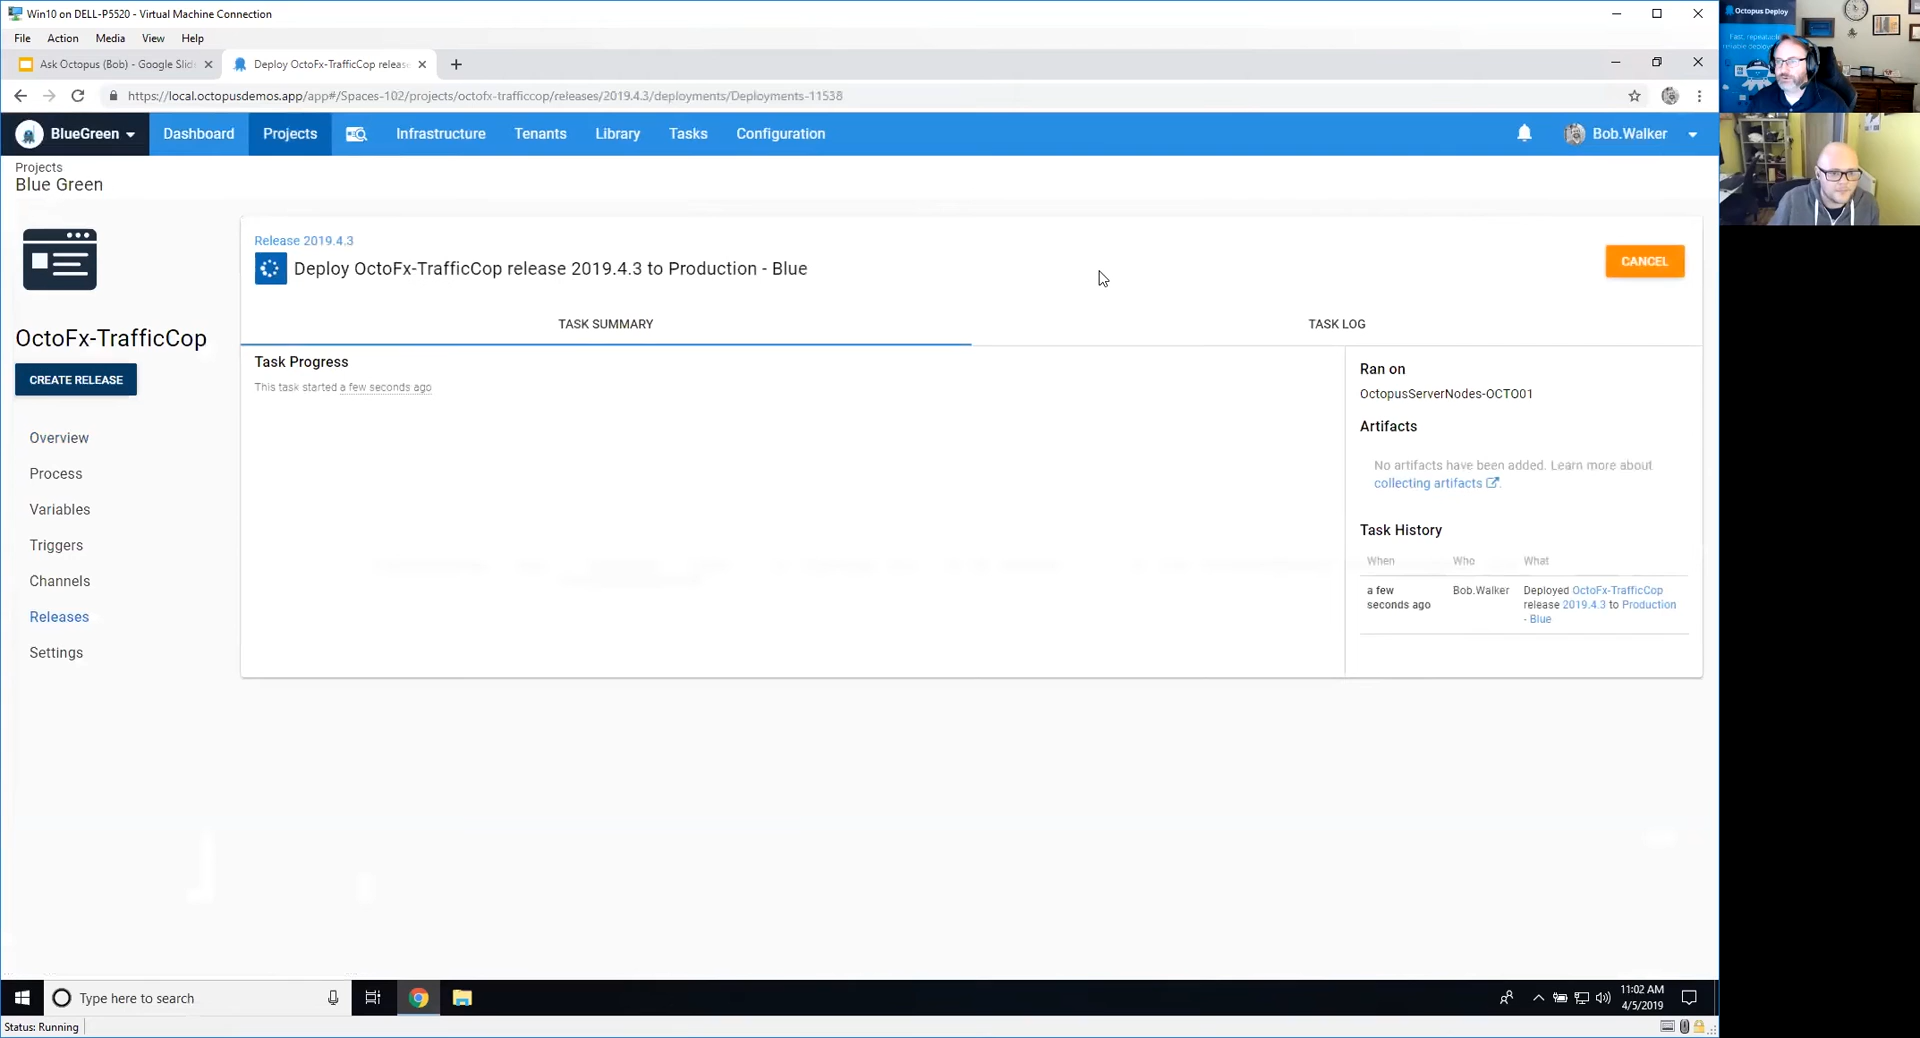 Win10 on DELL-P5520 - Virtual Machine Connection
File Action Media View Help
Ask Octopus (Bob) - Google Slid
Deploy OctoFx-TrafficCop releas
https://local.octopusdemos.app/app#/Spaces-102/projects/octofx-trafficcop/releases/2019.4.3/deployments/Deployments-11538
BlueGreen Dashboard Projects Infrastructure Tenants Library Tasks Configuration Bob.Walker
Projects
Blue Green
Release 2019.4.3
Deploy OctoFx-TrafficCop release 2019.4.3 to Production - Blue
CANCEL
TASK SUMMARY TASK LOG
OctoFx-TrafficCop
CREATE RELEASE
Overview
Process
Variables
Triggers
Channels
Releases
Settings
Task Progress
This task started a few seconds ago
Ran on
OctopusServerNodes-OCTO01
Artifacts
No artifacts have been added. Learn more about
collecting artifacts.
Task History
When Who What
a few seconds ago
Bob.Walker
Deployed OctoFx-TrafficCop
release 2019.4.3 to Production
- Blue
Type here to search
11:02 AM
4/5/2019
Status: Running
Octopus Deploy